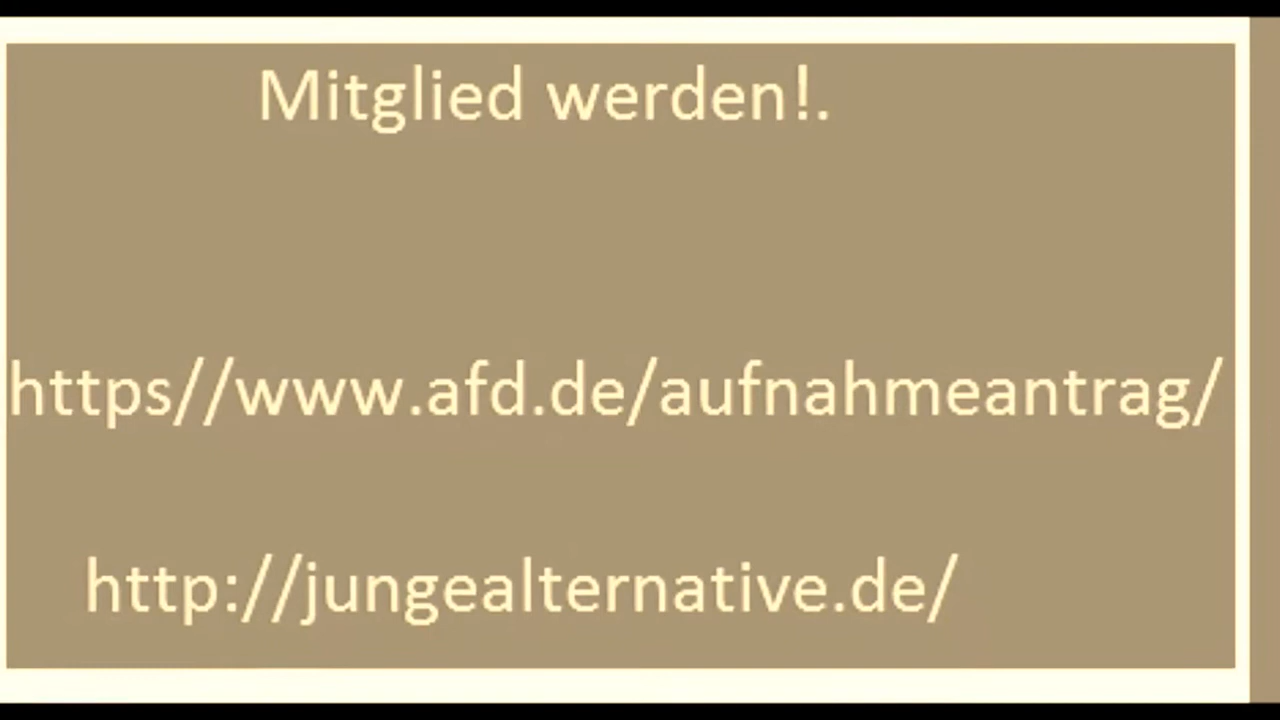 Mitglied werden!.
https//www.afd.de/aufnahmeantrag/
http://jungealternative.de/